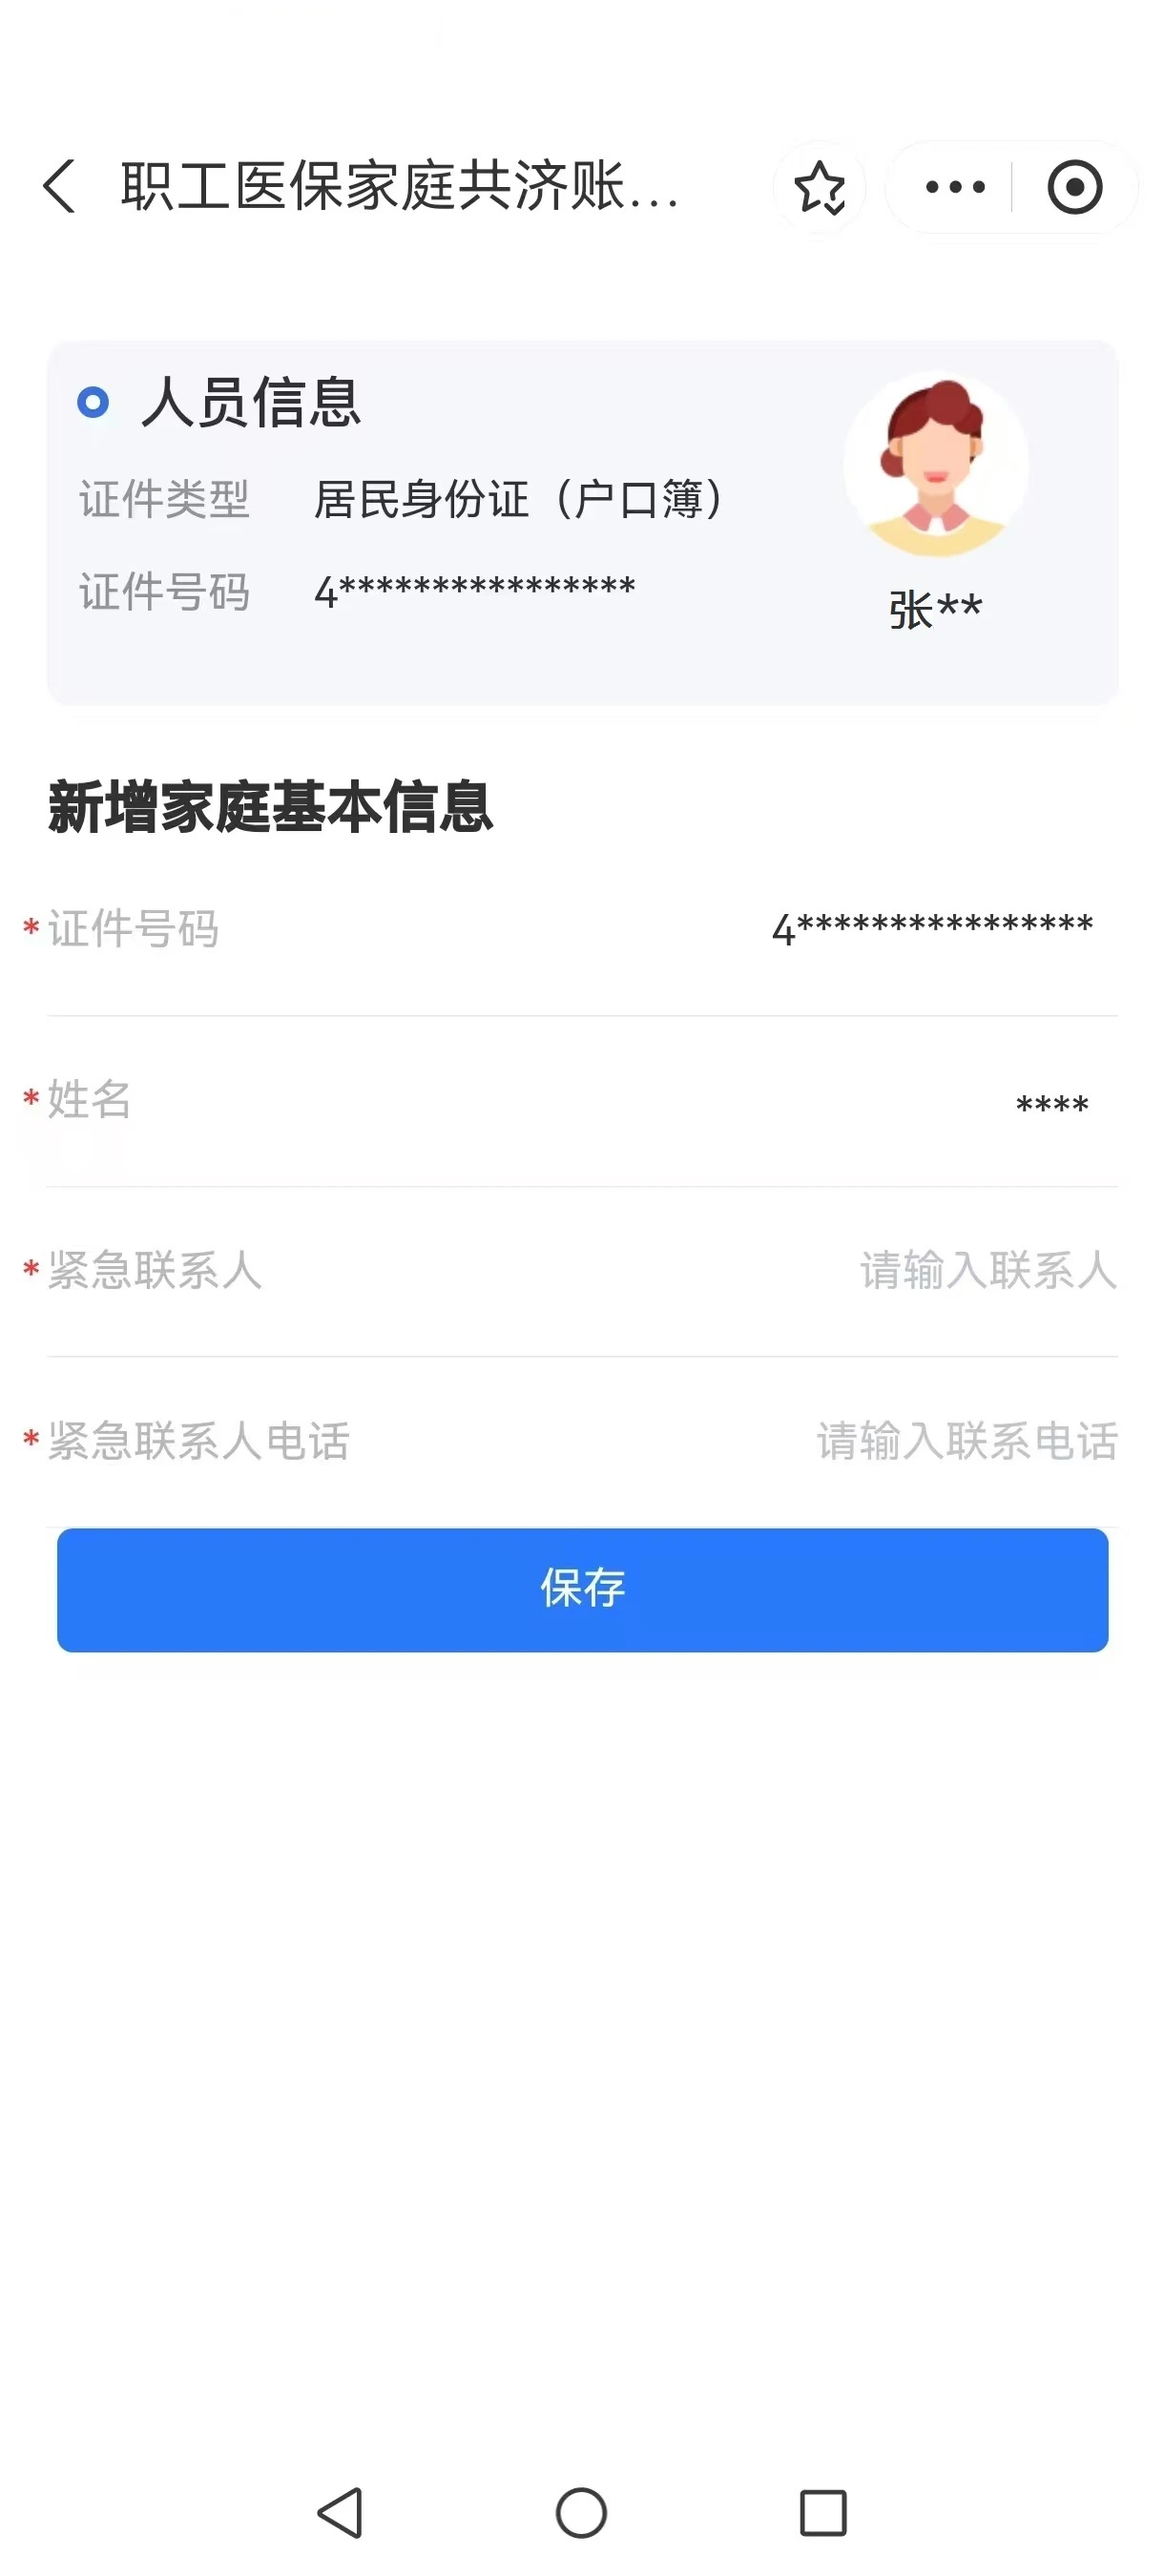 职工医保家庭共济账...
人员信息
证件类型 居民身份证（户口簿）
证件号码 4****************
张**
新增家庭基本信息
*证件号码 4****************
*姓名 ****
*紧急联系人 请输入联系人
*紧急联系人电话 请输入联系电话
保存